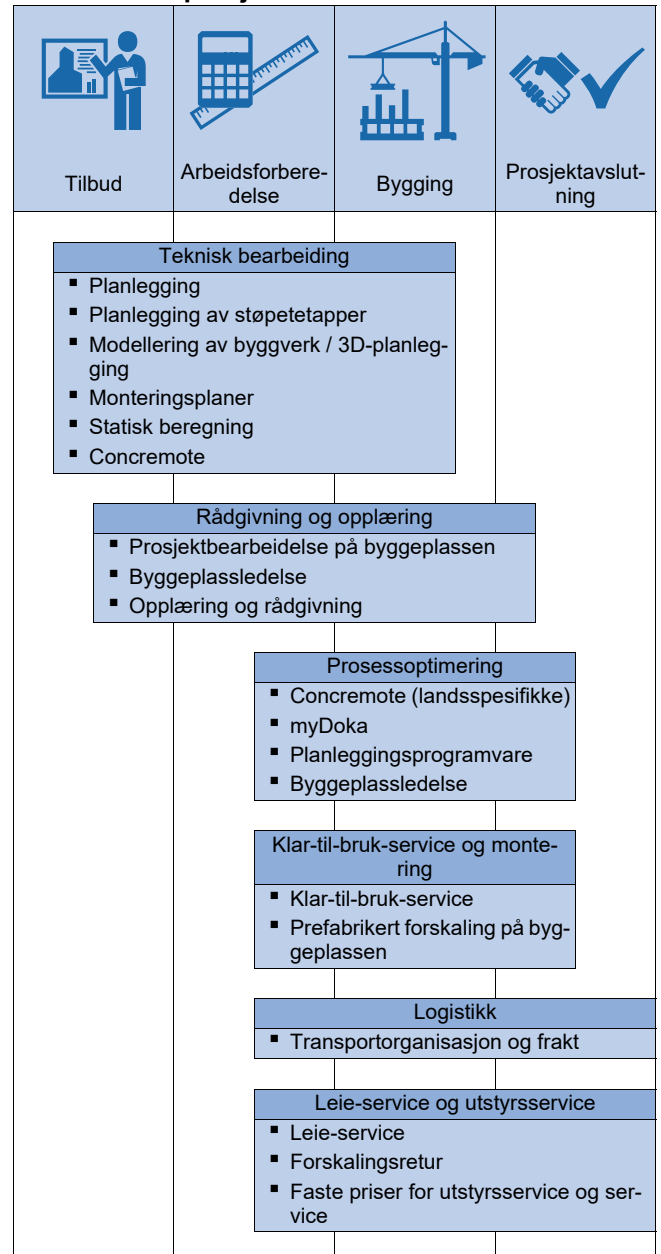 Tilbud
Arbeidsforbere-
delse
Bygging
Prosjektavslut-
ning
Teknisk bearbeiding
▪ Planlegging
▪ Planlegging av støpetetapper
▪ Modellering av byggverk / 3D-planleg-
ging
▪ Monteringsplaner
▪ Statisk beregning
▪ Concremote
Rådgivning og opplæring
▪ Prosjektbearbeidelse på byggeplassen
▪ Byggeplassledelse
▪ Opplæring og rådgivning
Prosessoptimering
▪ Concremote (landsspesifikke)
▪ myDoka
▪ Planleggingsprogramvare
▪ Byggeplassledelse
Klar-til-bruk-service og monte-
ring
▪ Klar-til-bruk-service
▪ Prefabrikert forskaling på byg-
geplassen
Logistikk
▪ Transportorganisasjon og frakt
Leie-service og utstyrsservice
▪ Leie-service
▪ Forskalingsretur
▪ Faste priser for utstyrsservice og ser-
vice